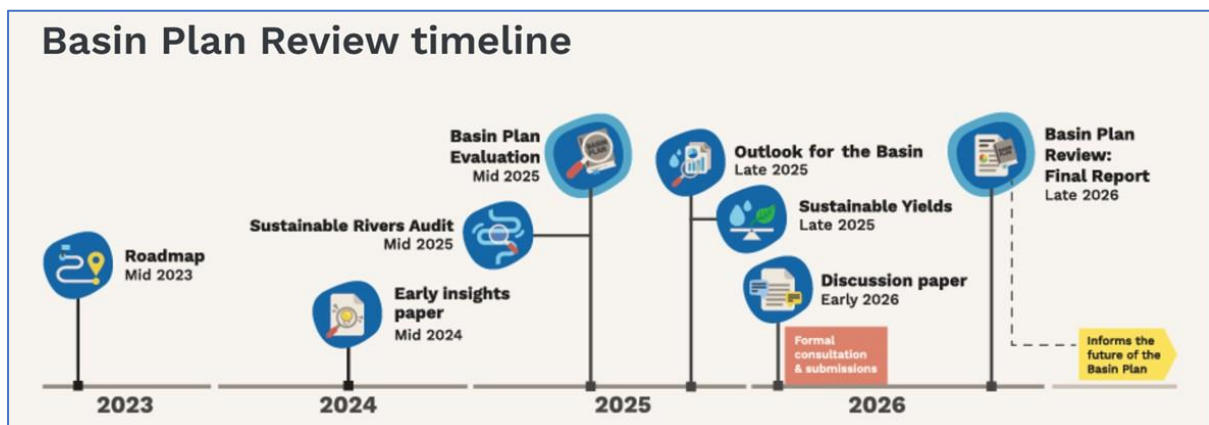 Basin Plan Review timeline
Roadmap
Mid 2023
Early insights
paper
Mid 2024
Basin Plan
Evaluation
Mid 2025
BASIN
PLAN
Sustainable Rivers Audit
Mid 2025
Outlook for the Basin
Late 2025
Sustainable Yields
Late 2025
Discussion paper
Early 2026
Formal
consultation
& submissions
Basin Plan
Review:
Final Report
Late 2026
Informs the
future of the
Basin Plan
2023
2024
2025
2026